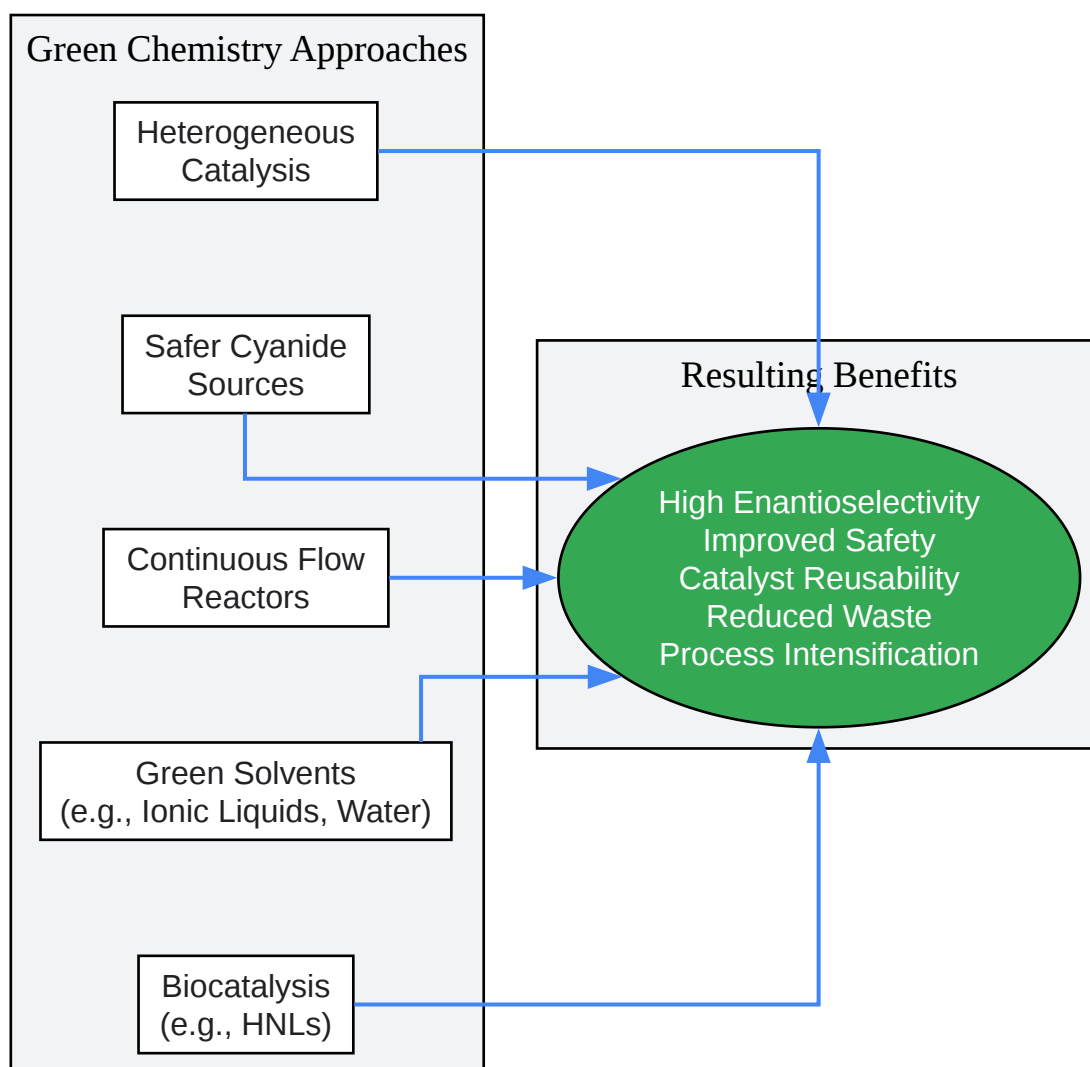 Green Chemistry Approaches
Heterogeneous
Catalysis
Safer Cyanide
Sources
Continuous Flow
Reactors
Green Solvents
(e.g., Ionic Liquids, Water)
Biocatalysis
(e.g., HNLs)
Resulting Benefits
High Enantioselectivity
Improved Safety
Catalyst Reusability
Reduced Waste
Process Intensification